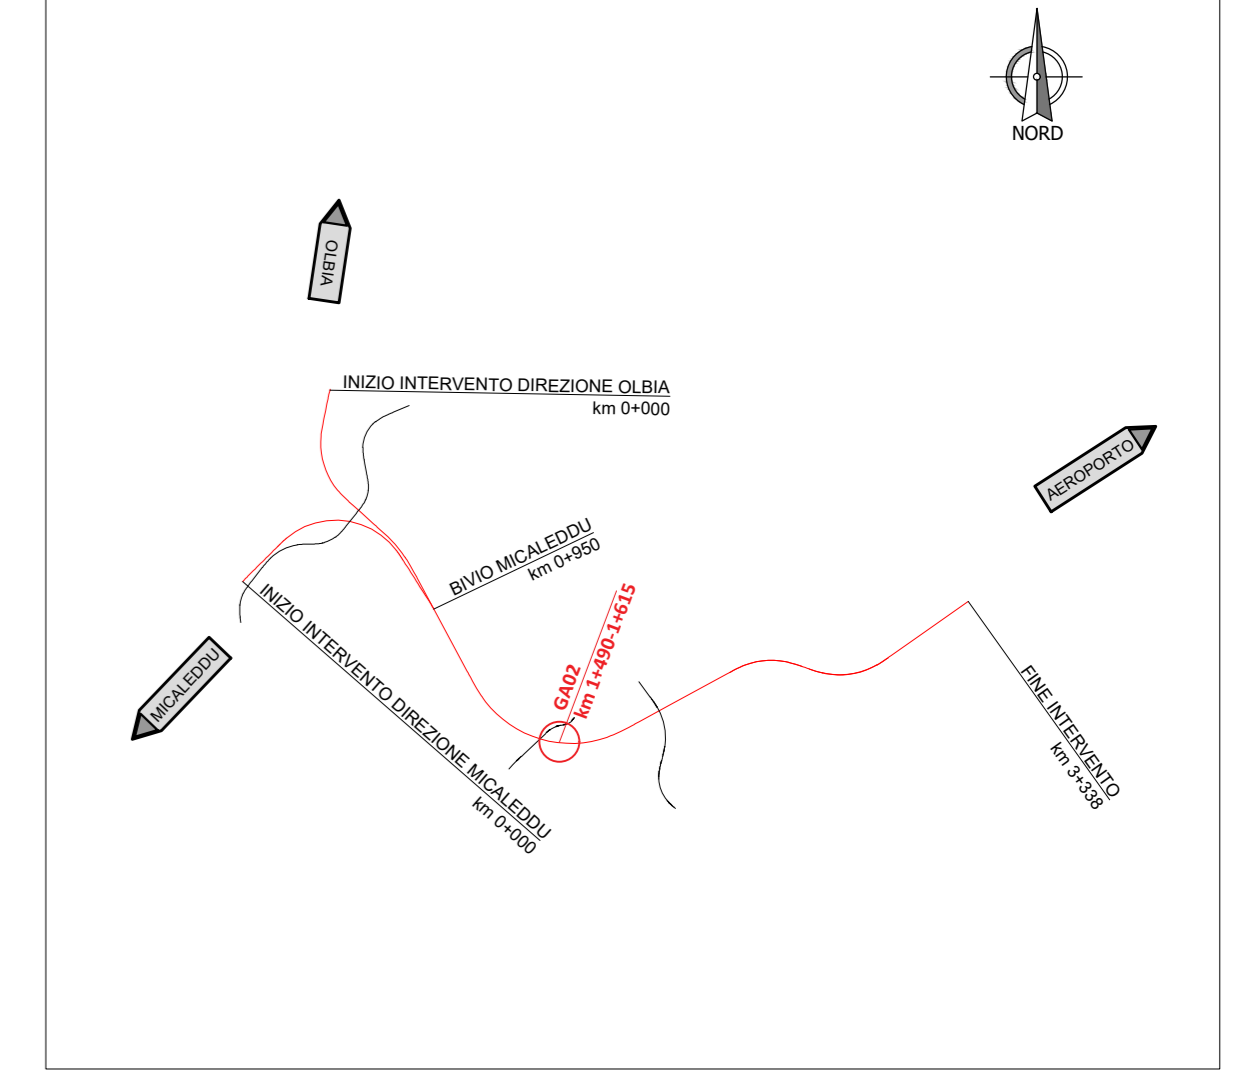 NORD
OLBIA
INIZIO INTERVENTO DIREZIONE OLBIA
km 0+000
AEROPORTO
BIVIO MICALEDDU
km 0+950
INIZIO INTERVENTO DIREZIONE MICALEDDU
km 0+000
MICALEDDU
GA02
km 1+490-1+615
FINE INTERVENTO
km 3+338